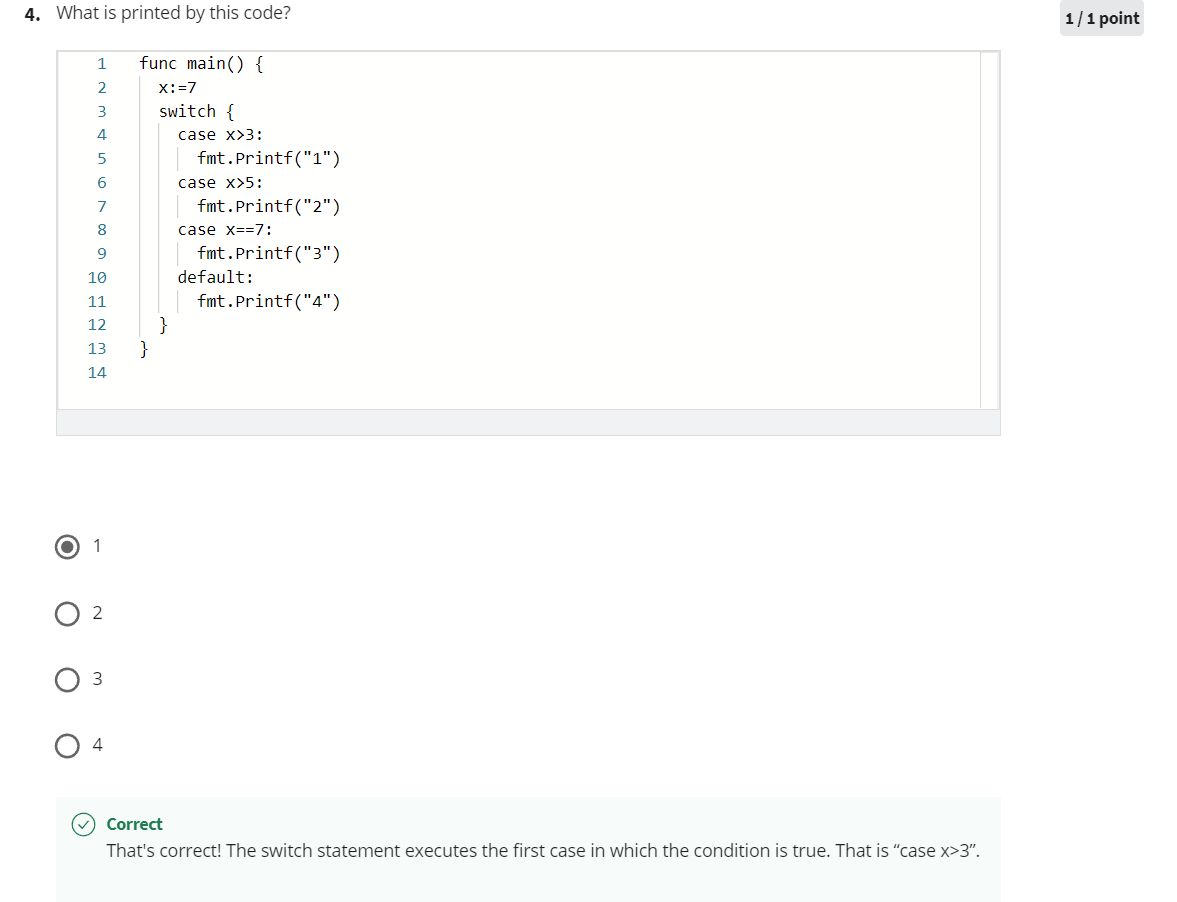 4. What is printed by this code?
1 / 1 point
1 func main() {
2   x:=7
3   switch {
4     case x>3:
5       fmt.Printf("1")
6     case x>5:
7       fmt.Printf("2")
8     case x==7:
9       fmt.Printf("3")
10     default:
11       fmt.Printf("4")
12   }
13 }
14
1
2
3
4
Correct
That's correct! The switch statement executes the first case in which the condition is true. That is “case x>3”.